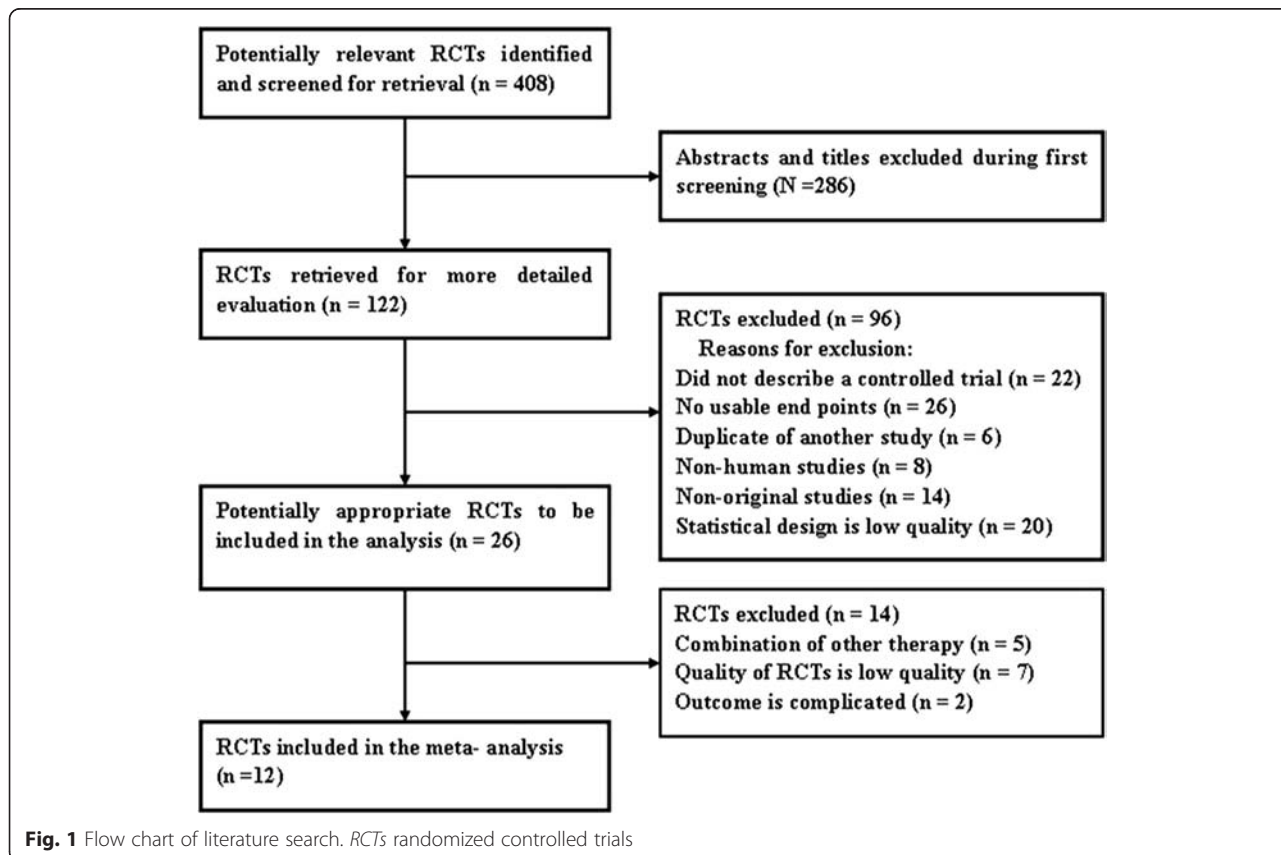 Potentially relevant RCTs identified
and screened for retrieval (n = 408)
Abstracts and titles excluded during first
screening (N =286)
RCTs retrieved for more detailed
evaluation (n = 122)
RCTs excluded (n = 96)
Reasons for exclusion:
Did not describe a controlled trial (n = 22)
No usable end points (n = 26)
Duplicate of another study (n = 6)
Non-human studies (n = 8)
Non-original studies (n = 14)
Statistical design is low quality (n = 20)
Potentially appropriate RCTs to be
included in the analysis (n = 26)
RCTs excluded (n = 14)
Combination of other therapy (n = 5)
Quality of RCTs is low quality (n = 7)
Outcome is complicated (n = 2)
RCTs included in the meta- analysis
(n =12)
Fig. 1 Flow chart of literature search. RCTs randomized controlled trials